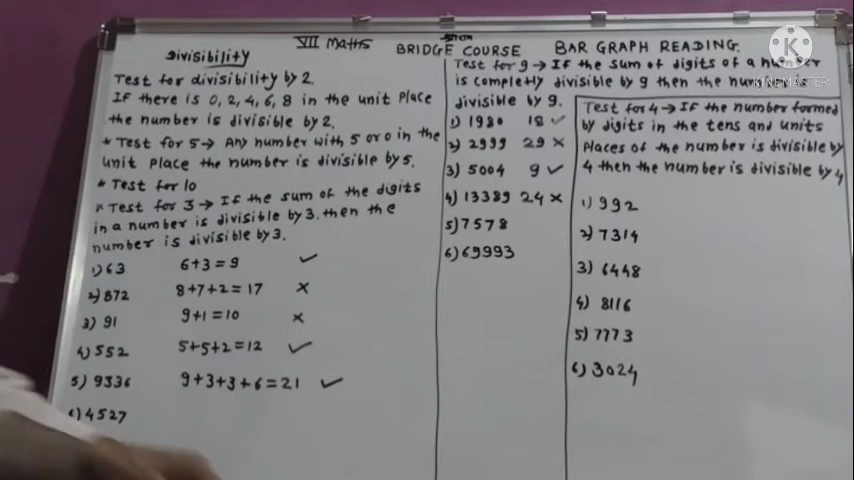 VII Maths
BRIDGE COURSE BAR GRAPH READING.
Divisibility
Test for divisibility by 2.
If there is 0, 2, 4, 6, 8 in the unit place
the number is divisible by 2.
* Test for 5 → Any number with 5 or 0 in the
unit place the number is divisible by 5.
* Test for 10
* Test for 3 → If the sum of the digits
in a number is divisible by 3. then the
number is divisible by 3.
1) 63 6+3=9 ✓
2) 872 8+7+2=17 ×
3) 91 9+1=10 ×
4) 552 5+5+2=12 ✓
5) 9336 9+3+3+6=21 ✓
6) 4527
Test for 9 → If the sum of digits of a number
is completly divisible by 9 then the number is
divisible by 9.
1) 1980 18 ✓
2) 2999 29 ×
3) 5004 9 ✓
4) 13389 24 ×
5) 7578
6) 69993
Test for 4 → If the number formed
by digits in the tens and units
places of the number is divisible by
4 then the number is divisible by 4
1) 992
2) 7314
3) 6448
4) 8116
5) 7773
6) 3024
K
KINEMASTER